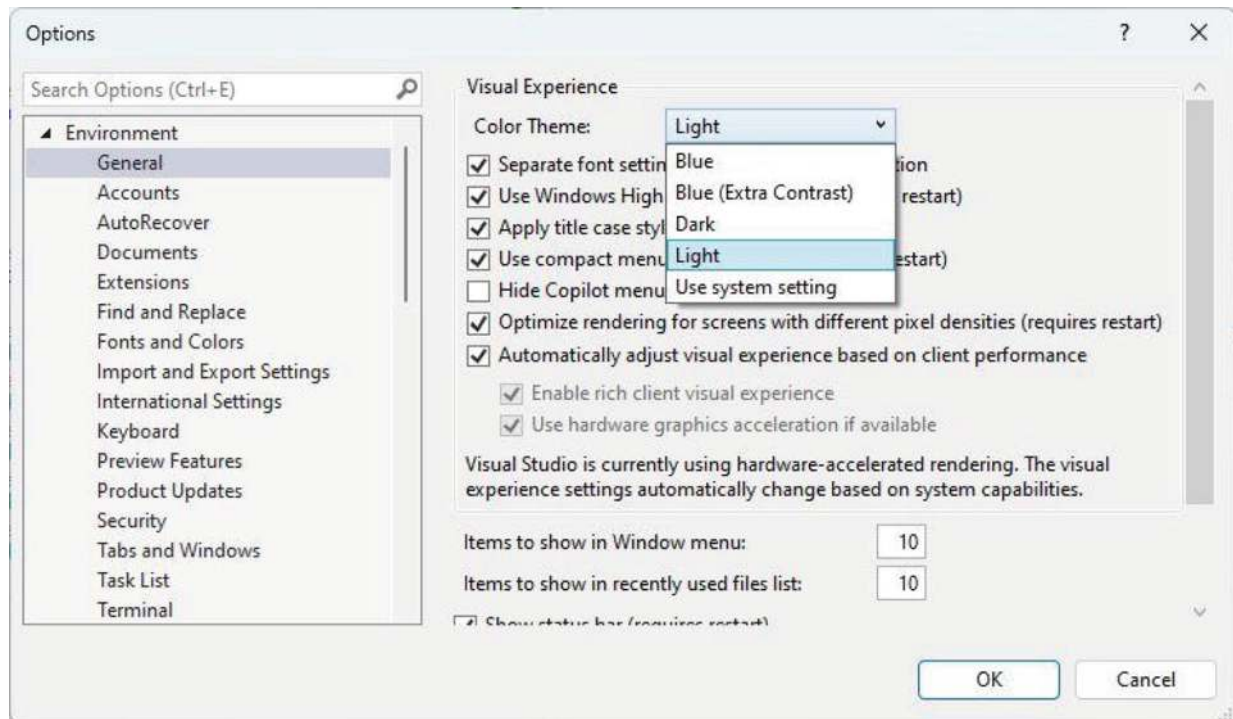 Options
?
Search Options (Ctrl+E)
Environment
General
Accounts
AutoRecover
Documents
Extensions
Find and Replace
Fonts and Colors
Import and Export Settings
International Settings
Keyboard
Preview Features
Product Updates
Security
Tabs and Windows
Task List
Terminal
Visual Experience
Color Theme: Light
Blue
Blue (Extra Contrast)
Dark
Light
Use system setting
Separate font
Use Windows High restart)
Apply title case
Use compact
Hide Copilot
Optimize rendering for screens with different pixel densities (requires restart)
Automatically adjust visual experience based on client performance
Enable rich client visual experience
Use hardware graphics acceleration if available
Visual Studio is currently using hardware-accelerated rendering. The visual
experience settings automatically change based on system capabilities.
Items to show in Window menu: 10
Items to show in recently used files list: 10
Show status bar (requires restart)
OK Cancel